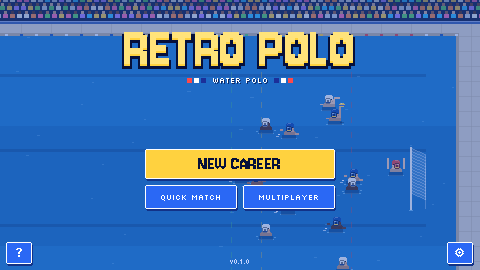 RETRO POLO
WATER POLO
NEW CAREER
QUICK MATCH
MULTIPLAYER
?
V0.1.0